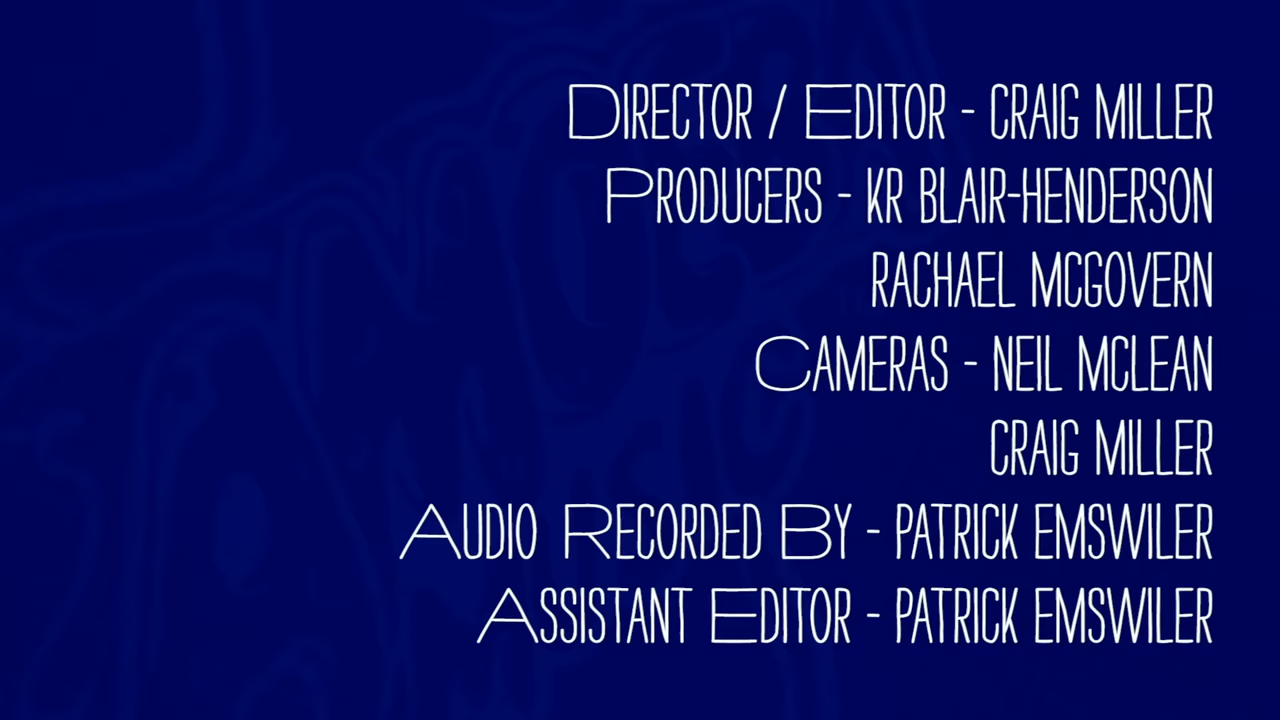 Director / Editor - Craig Miller
Producers - KR Blair-Henderson
Rachael McGovern
Cameras - Neil McLean
Craig Miller
Audio Recorded By - Patrick Emswiler
Assistant Editor - Patrick Emswiler